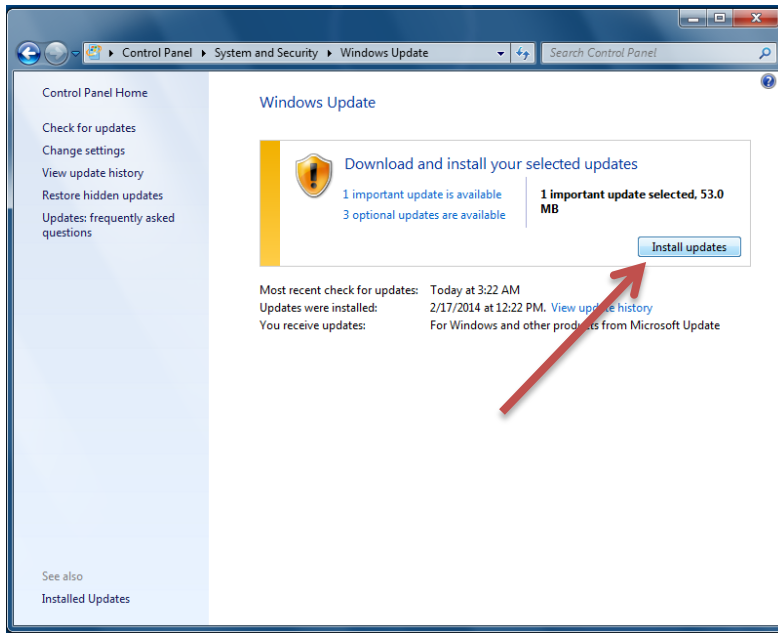 Control Panel ▸ System and Security ▸ Windows Update
Search Control Panel
Control Panel Home
Check for updates
Change settings
View update history
Restore hidden updates
Updates: frequently asked
questions
See also
Installed Updates
Windows Update
Download and install your selected updates
1 important update is available
3 optional updates are available
1 important update selected, 53.0
MB
Install updates
Most recent check for updates: Today at 3:22 AM
Updates were installed: 2/17/2014 at 12:22 PM. View update history
You receive updates: For Windows and other products from Microsoft Update